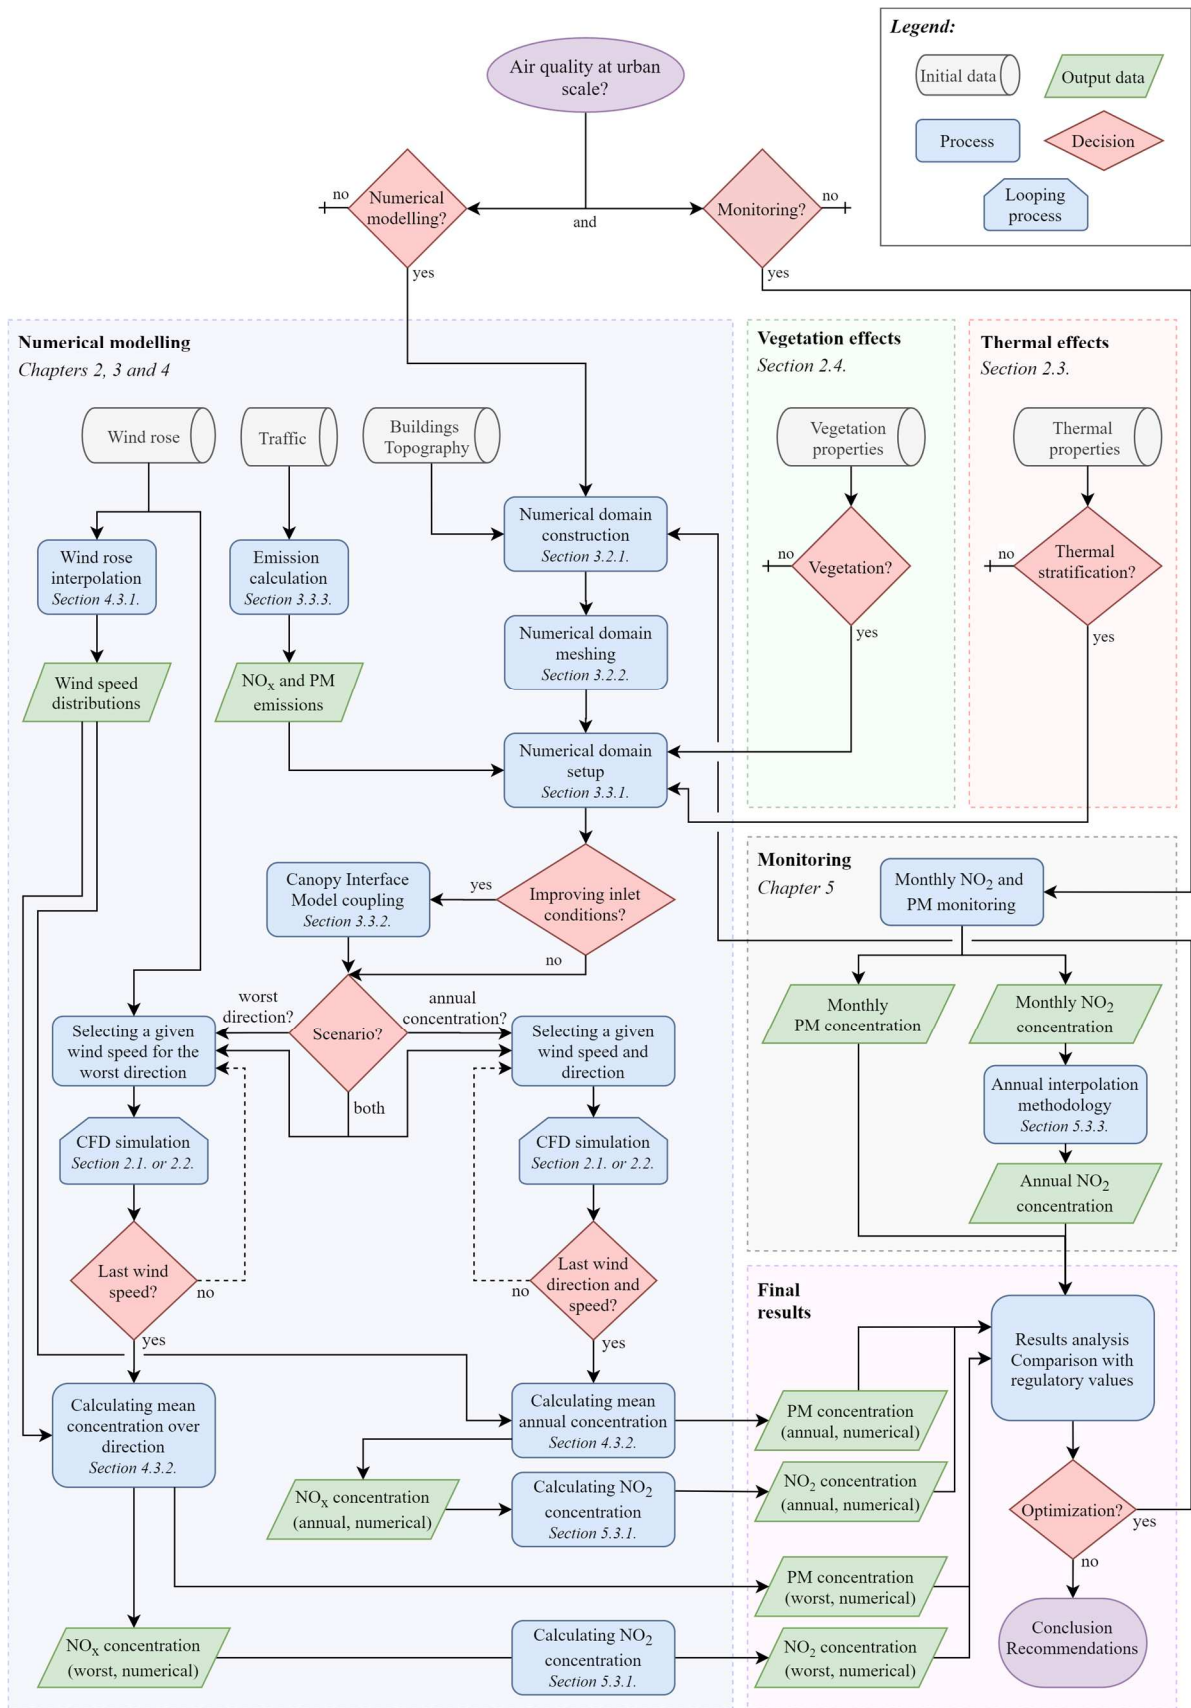 Legend:
Initial data
Output data
Process
Decision
Looping
process
Air quality at urban
scale?
no
Numerical
modelling?
and
Monitoring?
no
yes
yes
Numerical modelling
Chapters 2, 3 and 4
Vegetation effects
Section 2.4.
Thermal effects
Section 2.3.
Wind rose
Traffic
Buildings
Topography
Vegetation
properties
Thermal
properties
Wind rose
interpolation
Section 4.3.1.
Emission
calculation
Section 3.3.3.
Numerical domain
construction
Section 3.2.1.
no
Vegetation?
yes
no
Thermal
stratification?
yes
Numerical domain
meshing
Section 3.2.2.
Wind speed
distributions
NOx and PM
emissions
Numerical domain
setup
Section 3.3.1.
Canopy Interface
Model coupling
Section 3.3.2.
yes
Improving inlet
conditions?
no
Monitoring
Chapter 5
Monthly NO2 and
PM monitoring
worst
direction?
Scenario?
annual
concentration?
both
Selecting a given
wind speed for the
worst direction
Selecting a given
wind speed and
direction
Monthly
PM concentration
Monthly NO2
concentration
Annual interpolation
methodology
Section 5.3.3.
Annual NO2
concentration
CFD simulation
Section 2.1. or 2.2.
CFD simulation
Section 2.1. or 2.2.
Last wind
speed?
no
yes
Last wind
direction and
speed?
no
yes
Final
results
Results analysis
Comparison with
regulatory values
Calculating mean
concentration over
direction
Section 4.3.2.
Calculating mean
annual concentration
Section 4.3.2.
PM concentration
(annual, numerical)
NOx concentration
(annual, numerical)
Calculating NO2
concentration
Section 5.3.1.
NO2 concentration
(annual, numerical)
Optimization?
yes
no
PM concentration
(worst, numerical)
NOx concentration
(worst, numerical)
Calculating NO2
concentration
Section 5.3.1.
NO2 concentration
(worst, numerical)
Conclusion
Recommendations